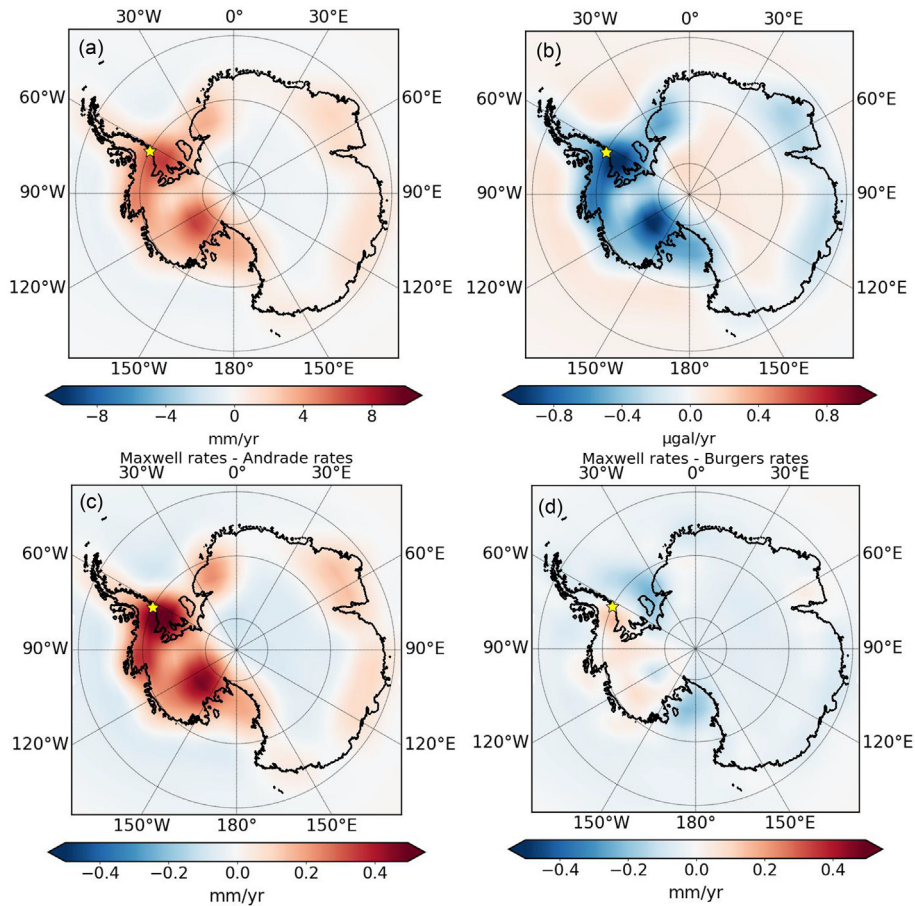 30°W 0° 30°E
30°W 0° 30°E
(a)
(b)
60°W 60°E
60°W 60°E
90°W 90°E
90°W 90°E
120°W 120°E
120°W 120°E
150°W 180° 150°E
150°W 180° 150°E
−8 −4 0 4 8
mm/yr
−0.8 −0.4 0.0 0.4 0.8
µgal/yr
Maxwell rates - Andrade rates
30°W 0° 30°E
(c)
60°W 60°E
90°W 90°E
120°W 120°E
150°W 180° 150°E
−0.4 −0.2 0.0 0.2 0.4
mm/yr
Maxwell rates - Burgers rates
30°W 0° 30°E
(d)
60°W 60°E
90°W 90°E
120°W 120°E
150°W 180° 150°E
−0.4 −0.2 0.0 0.2 0.4
mm/yr